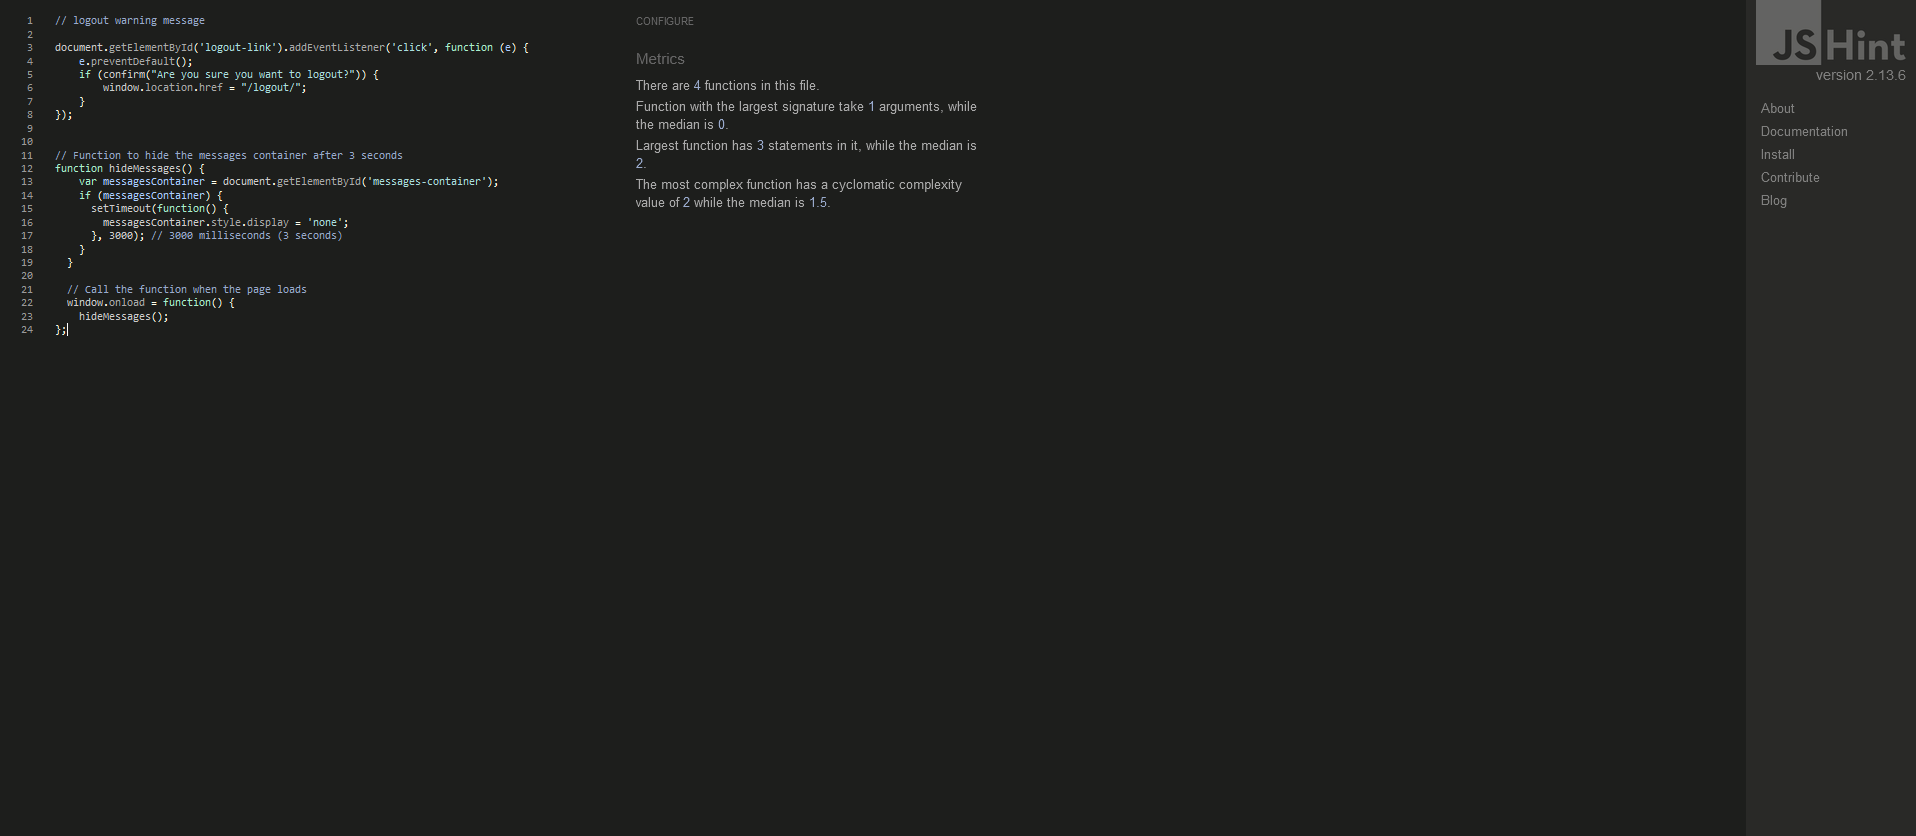 1 // logout warning message
2
3 document.getElementById('logout-link').addEventListener('click', function (e) {
4     e.preventDefault();
5     if (confirm("Are you sure you want to logout?")) {
6         window.location.href = "/logout/";
7     }
8 });
9
10
11 // Function to hide the messages container after 3 seconds
12 function hideMessages() {
13     var messagesContainer = document.getElementById('messages-container');
14     if (messagesContainer) {
15       setTimeout(function() {
16         messagesContainer.style.display = 'none';
17       }, 3000); // 3000 milliseconds (3 seconds)
18     }
19   }
20
21   // Call the function when the page loads
22   window.onload = function() {
23     hideMessages();
24 };
CONFIGURE
Metrics
There are 4 functions in this file.
Function with the largest signature take 1 arguments, while
the median is 0.
Largest function has 3 statements in it, while the median is
2.
The most complex function has a cyclomatic complexity
value of 2 while the median is 1.5.
JSHint
version 2.13.6
About
Documentation
Install
Contribute
Blog